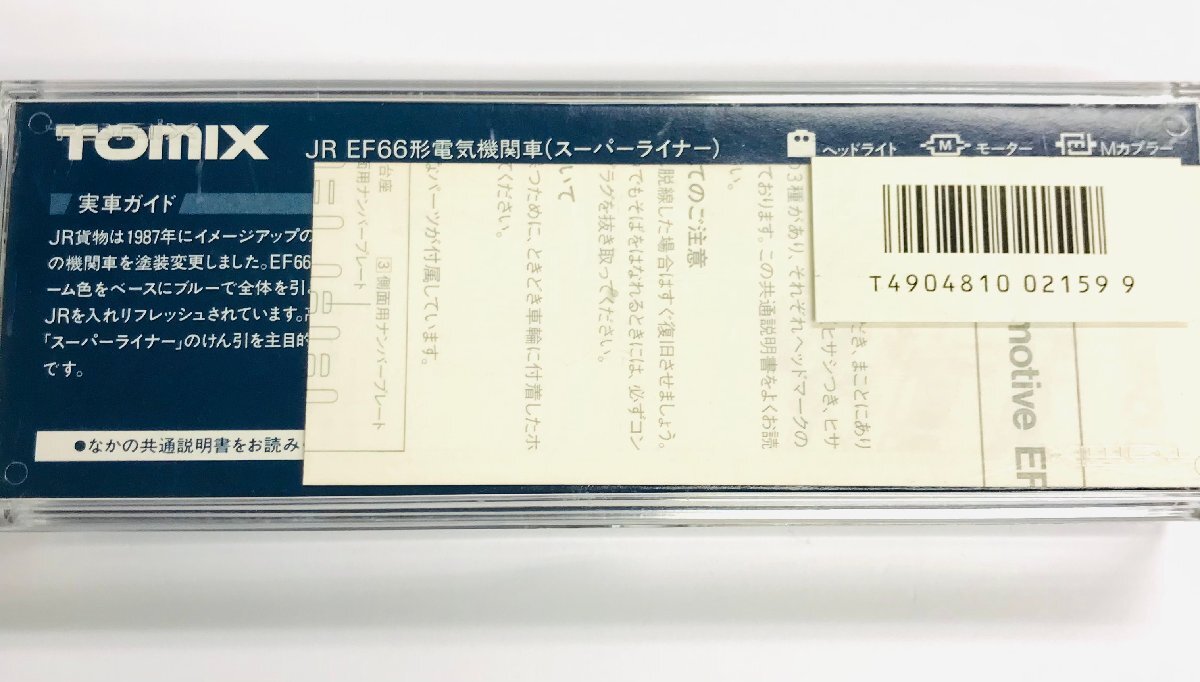 TOMIX
JR EF66形電気機関車(スーパーライナー)
ヘッドライト
M モーター
Mカプラー
実車ガイド
JR貨物は1987年にイメージアップの
の機関車を塗装変更しました。EF66
ーム色をベースにブルーで全体を引
JRを入れリフレッシュされています。
「スーパーライナー」のけん引を主目的
です。
●なかの共通説明書をお読み
T4904810 02159 9
motive EF
だき、まことにあり
ヒサシつき、ヒサ
3種があり、それぞれヘッドマークの
ております。この共通説明書をよくお読
い。
てのご注意
脱線した場合はすぐ復旧させましょう。
でもそばをはなれるときには、必ずコン
ラグを抜き取ってください。
いて
つために、ときどき車輪に付着したホ
てください。
パーツが付属しています。
台座
用ナンバープレート
3 側面用ナンバープレート